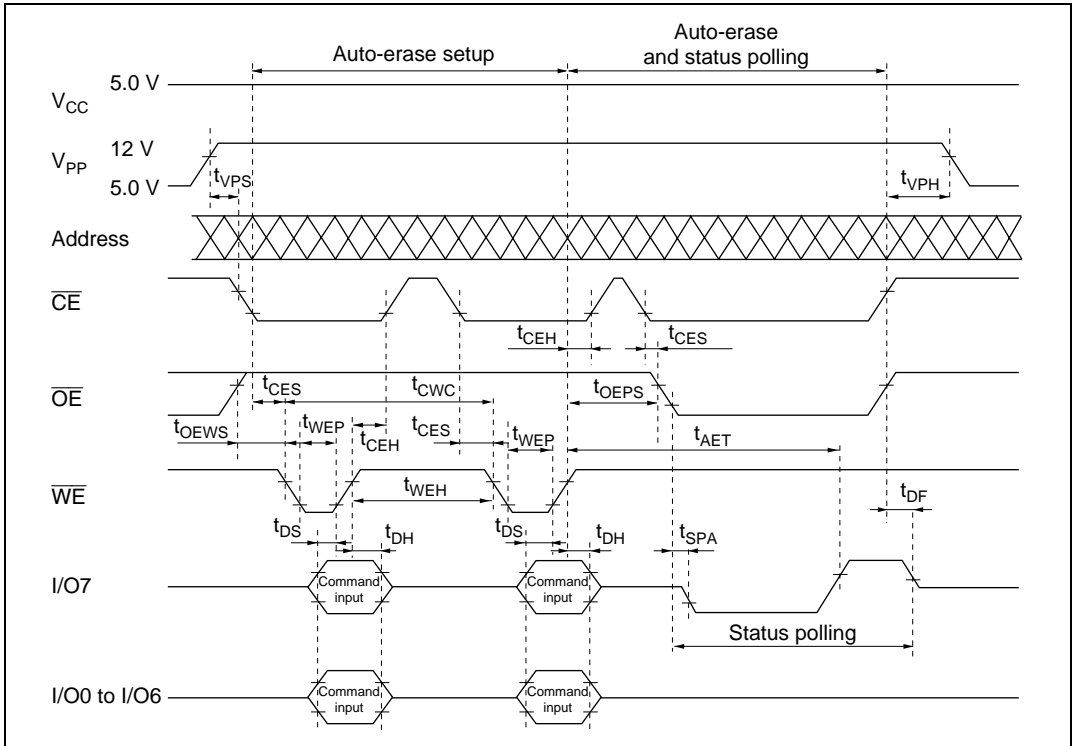 Auto-erase setup
Auto-erase
and status polling
5.0 V
VCC
12 V
VPP
5.0 V
tVPS
tVPH
Address
CE
tCEH
tCES
OE
tCES
tCWC
tOEPS
tOEWS
tWEP
tCEH
tCES
tWEP
tAET
WE
tWEH
tDF
tDS
tDH
tDS
tDH
tSPA
I/O7
Command
input
Command
input
Status polling
I/O0 to I/O6
Command
input
Command
input